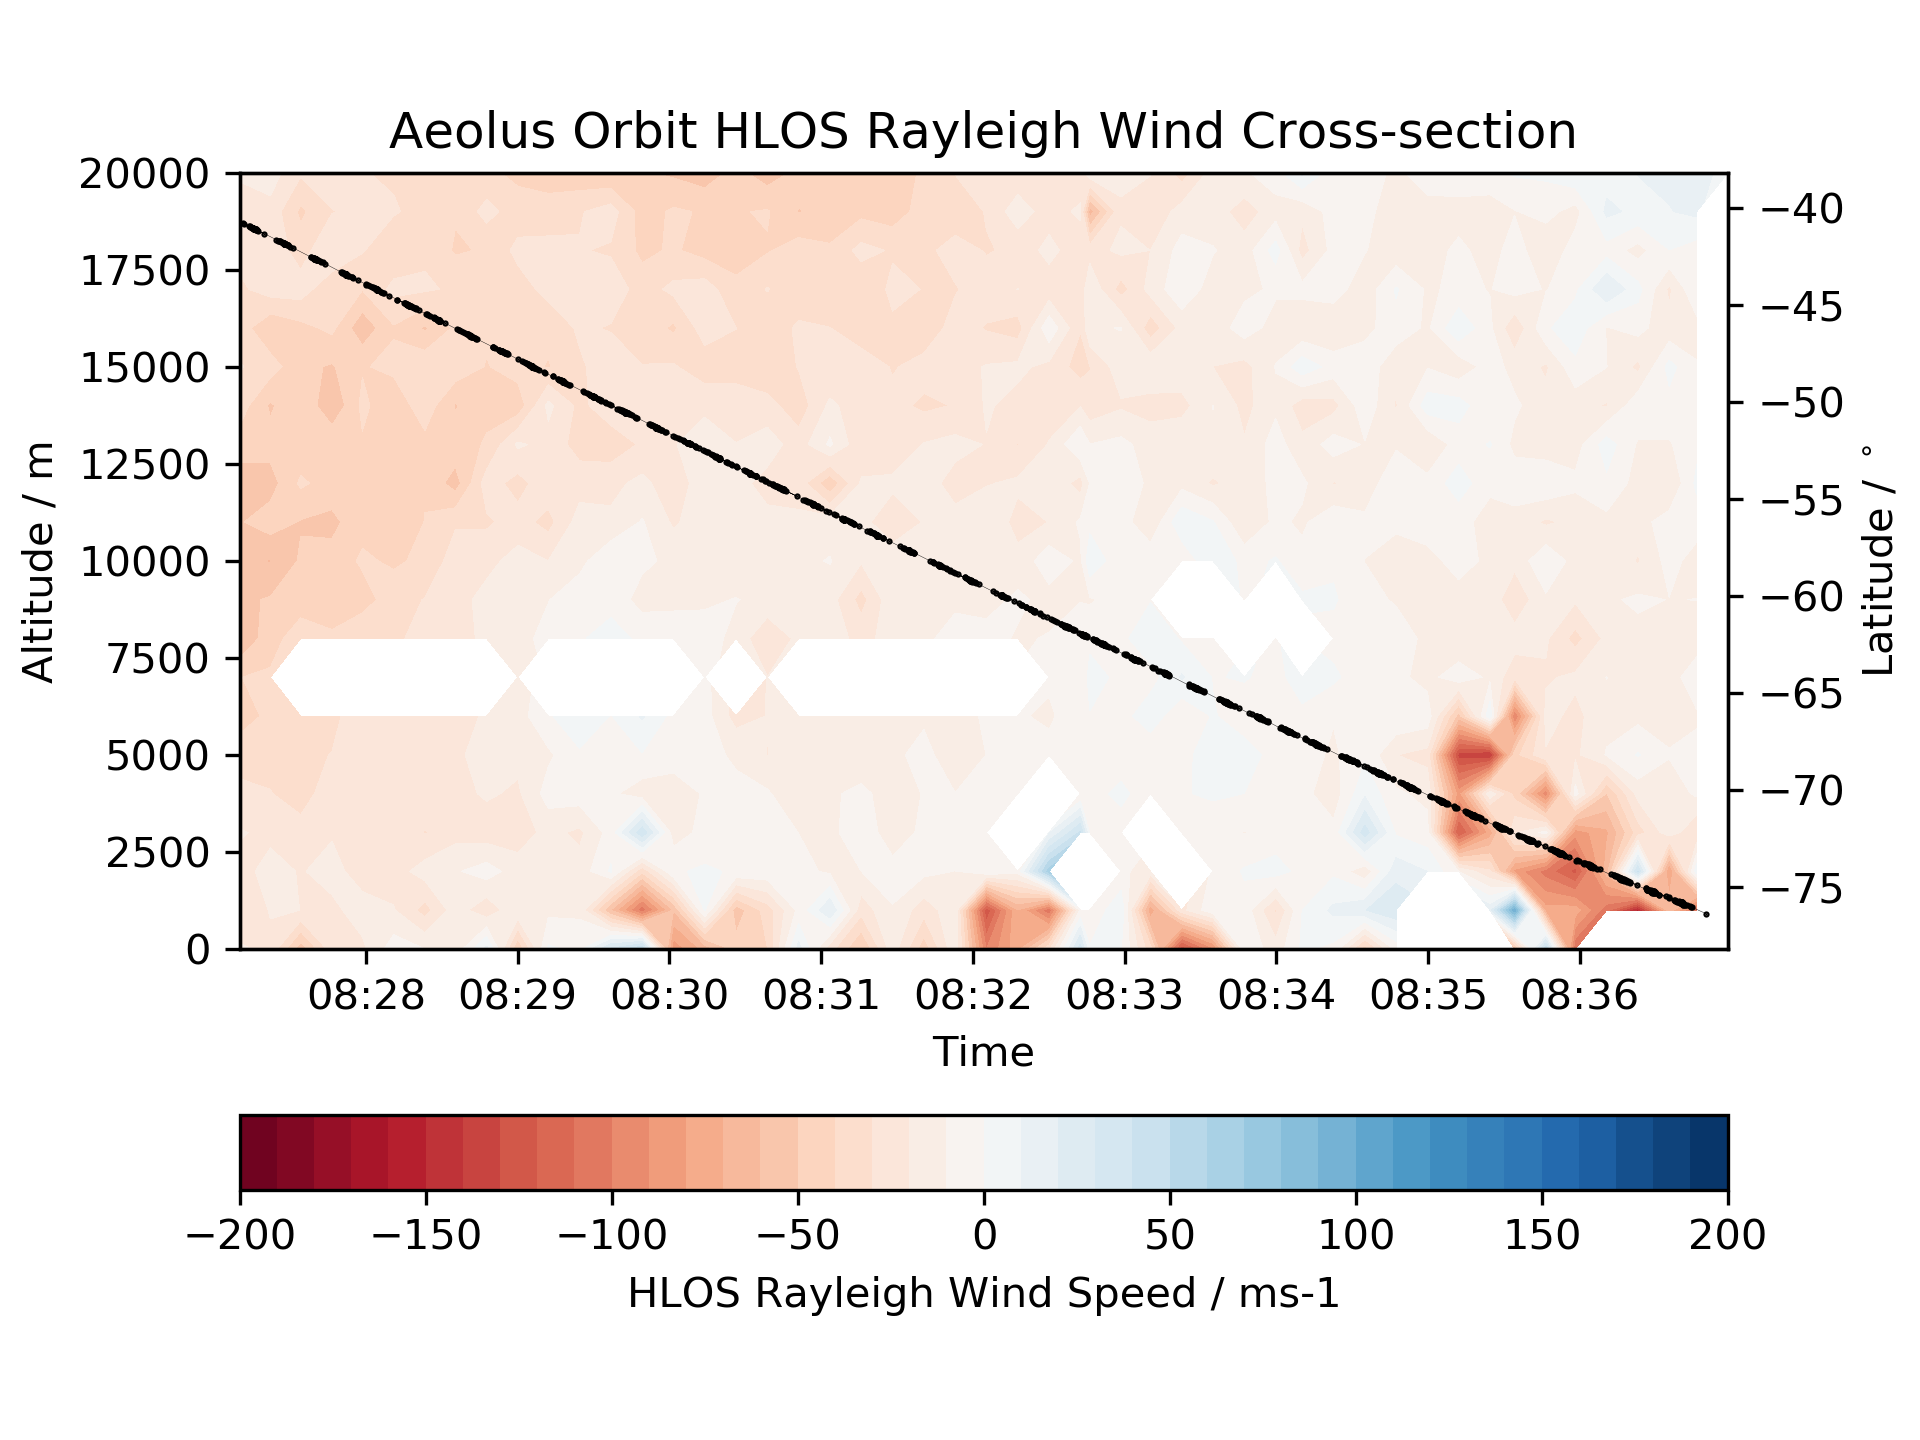 Aeolus Orbit HLOS Rayleigh Wind Cross-section
20000
17500
15000
12500
10000
7500
5000
2500
0
Altitude / m
−40
−45
−50
−55
−60
−65
−70
−75
Latitude / °
08:28 08:29 08:30 08:31 08:32 08:33 08:34 08:35 08:36
Time
−200 −150 −100 −50 0 50 100 150 200
HLOS Rayleigh Wind Speed / ms-1